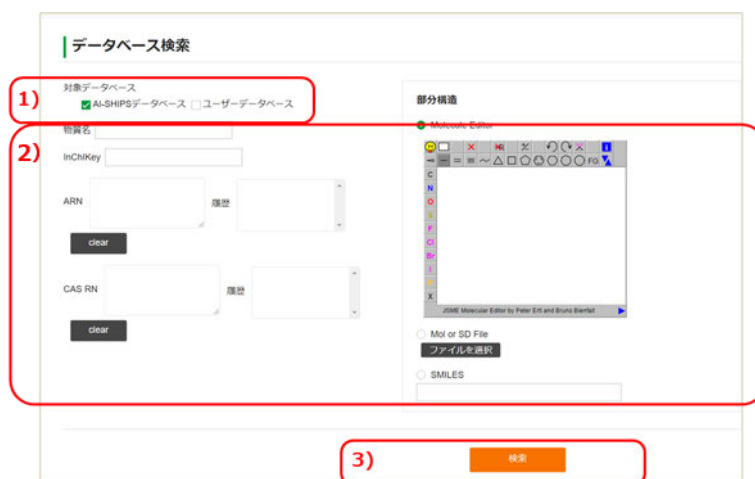 データベース検索
1)
対象データベース
AI-SHIPSデータベース ユーザーデータベース
2)
物質名
InChIKey
ARN
履歴
clear
CAS RN
履歴
clear
部分構造
Molecule Editor
FG
C
N
O
S
F
Cl
Br
I
X
JSME Molecular Editor by Peter Ertl and Bruno Bienfait
Mol or SD File
ファイルを選択
SMILES
3)
検索